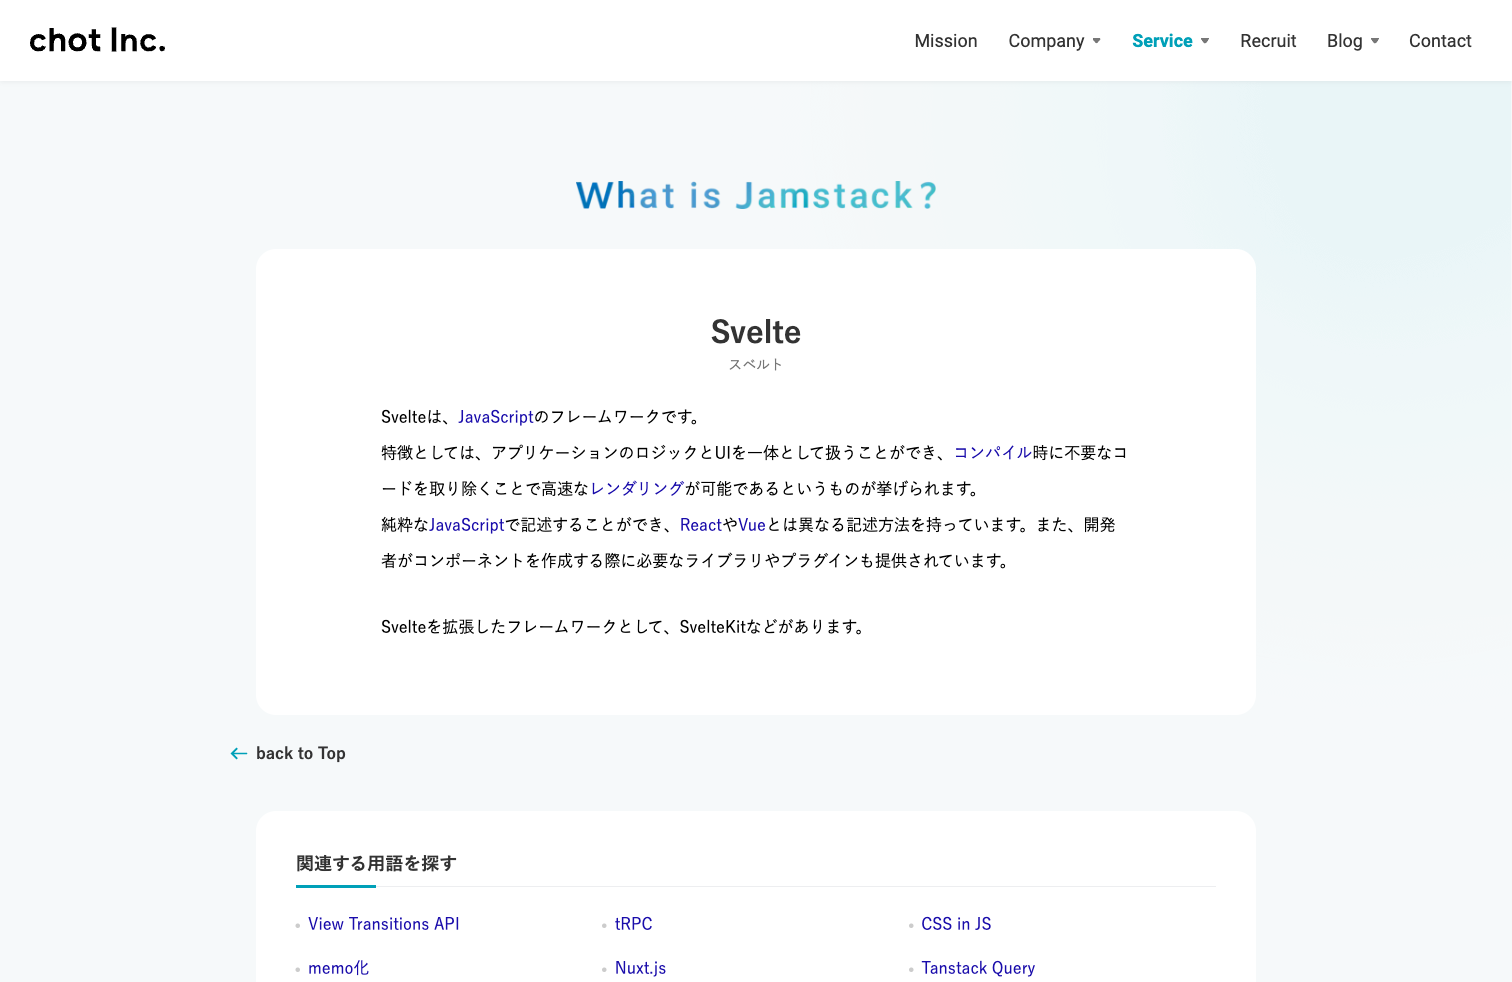 chot Inc.
Mission Company Service Recruit Blog Contact
What is Jamstack?
Svelte
スベルト
Svelteは、JavaScriptのフレームワークです。
特徴としては、アプリケーションのロジックとUIを一体として扱うことができ、コンパイル時に不要なコ
ードを取り除くことで高速なレンダリングが可能であるというものが挙げられます。
純粋なJavaScriptで記述することができ、ReactやVueとは異なる記述方法を持っています。また、開発
者がコンポーネントを作成する際に必要なライブラリやプラグインも提供されています。
Svelteを拡張したフレームワークとして、SvelteKitなどがあります。
back to Top
関連する用語を探す
View Transitions API tRPC CSS in JS
memo化 Nuxt.js Tanstack Query